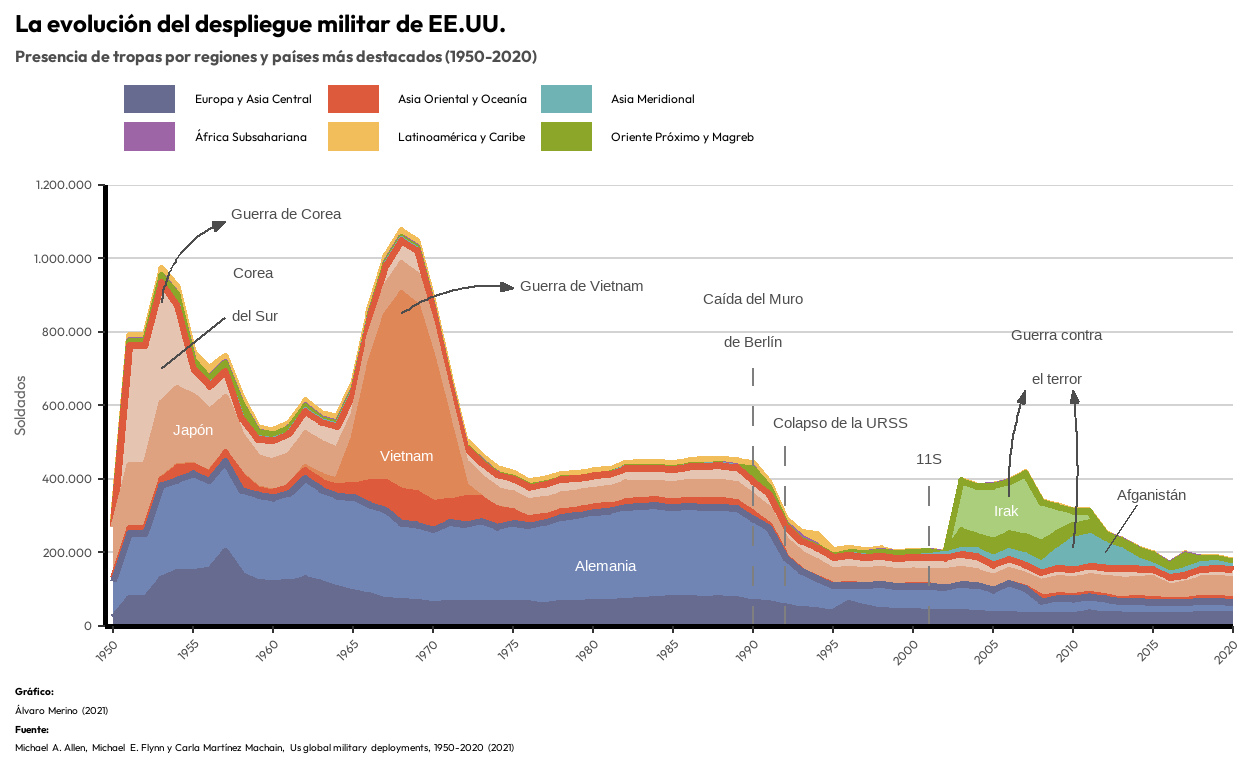 La evolución del despliegue militar de EE.UU.
Presencia de tropas por regiones y países más destacados (1950-2020)
Europa y Asia Central
Asia Oriental y Oceanía
Asia Meridional
África Subsahariana
Latinoamérica y Caribe
Oriente Próximo y Magreb
Soldados
1.200.000
1.000.000
800.000
600.000
400.000
200.000
0
Guerra de Corea
Corea
del Sur
Japón
Guerra de Vietnam
Vietnam
Alemania
Caída del Muro
de Berlín
Colapso de la URSS
11S
Guerra contra
el terror
Irak
Afganistán
1950
1955
1960
1965
1970
1975
1980
1985
1990
1995
2000
2005
2010
2015
2020
Gráfico:
Álvaro Merino (2021)
Fuente:
Michael A. Allen, Michael E. Flynn y Carla Martínez Machain, Us global military deployments, 1950-2020 (2021)